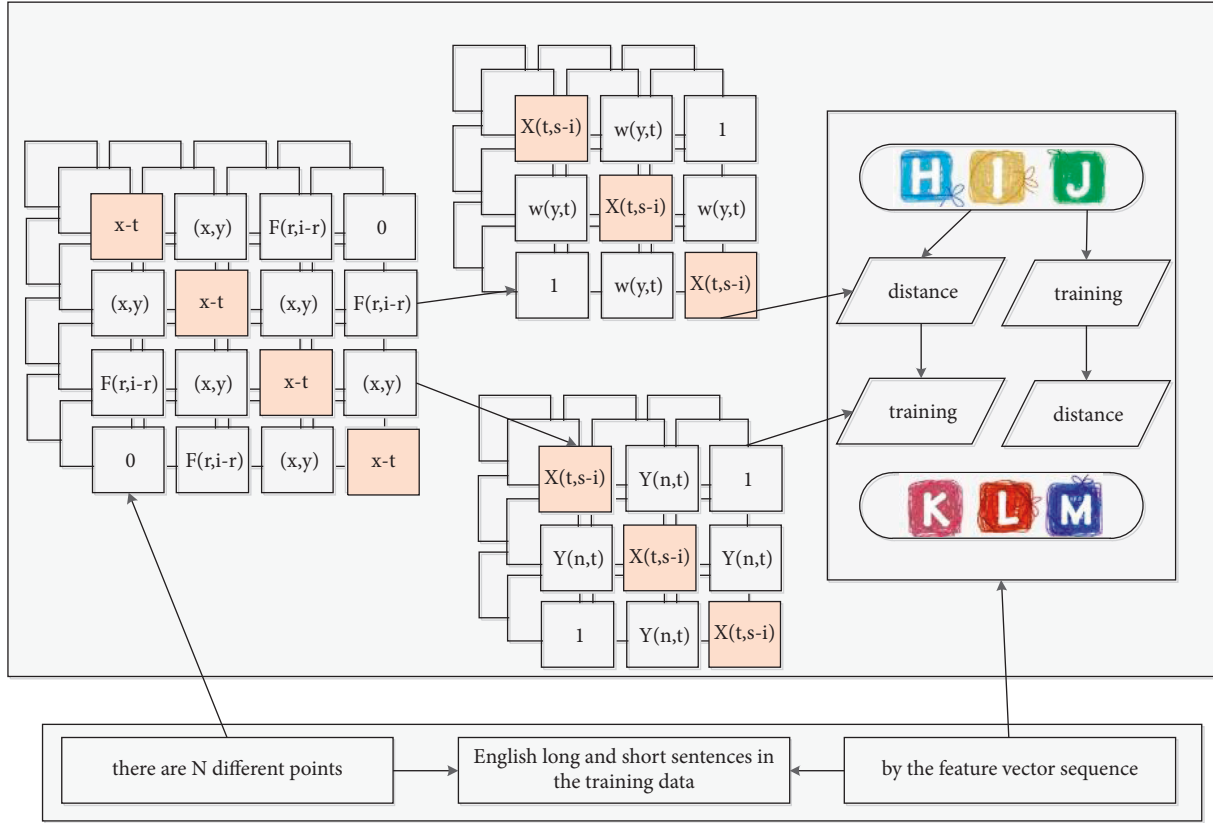 x-t (x,y) F(r,i-r) 0
(x,y) x-t (x,y) F(r,i-r)
F(r,i-r) (x,y) x-t (x,y)
0 F(r,i-r) (x,y) x-t
X(t,s-i) w(y,t) 1
w(y,t) X(t,s-i) w(y,t)
1 w(y,t) X(t,s-i)
X(t,s-i) Y(n,t) 1
Y(n,t) X(t,s-i) Y(n,t)
1 Y(n,t) X(t,s-i)
H I J
distance training
training distance
K L M
there are N different points
English long and short sentences in
the training data
by the feature vector sequence